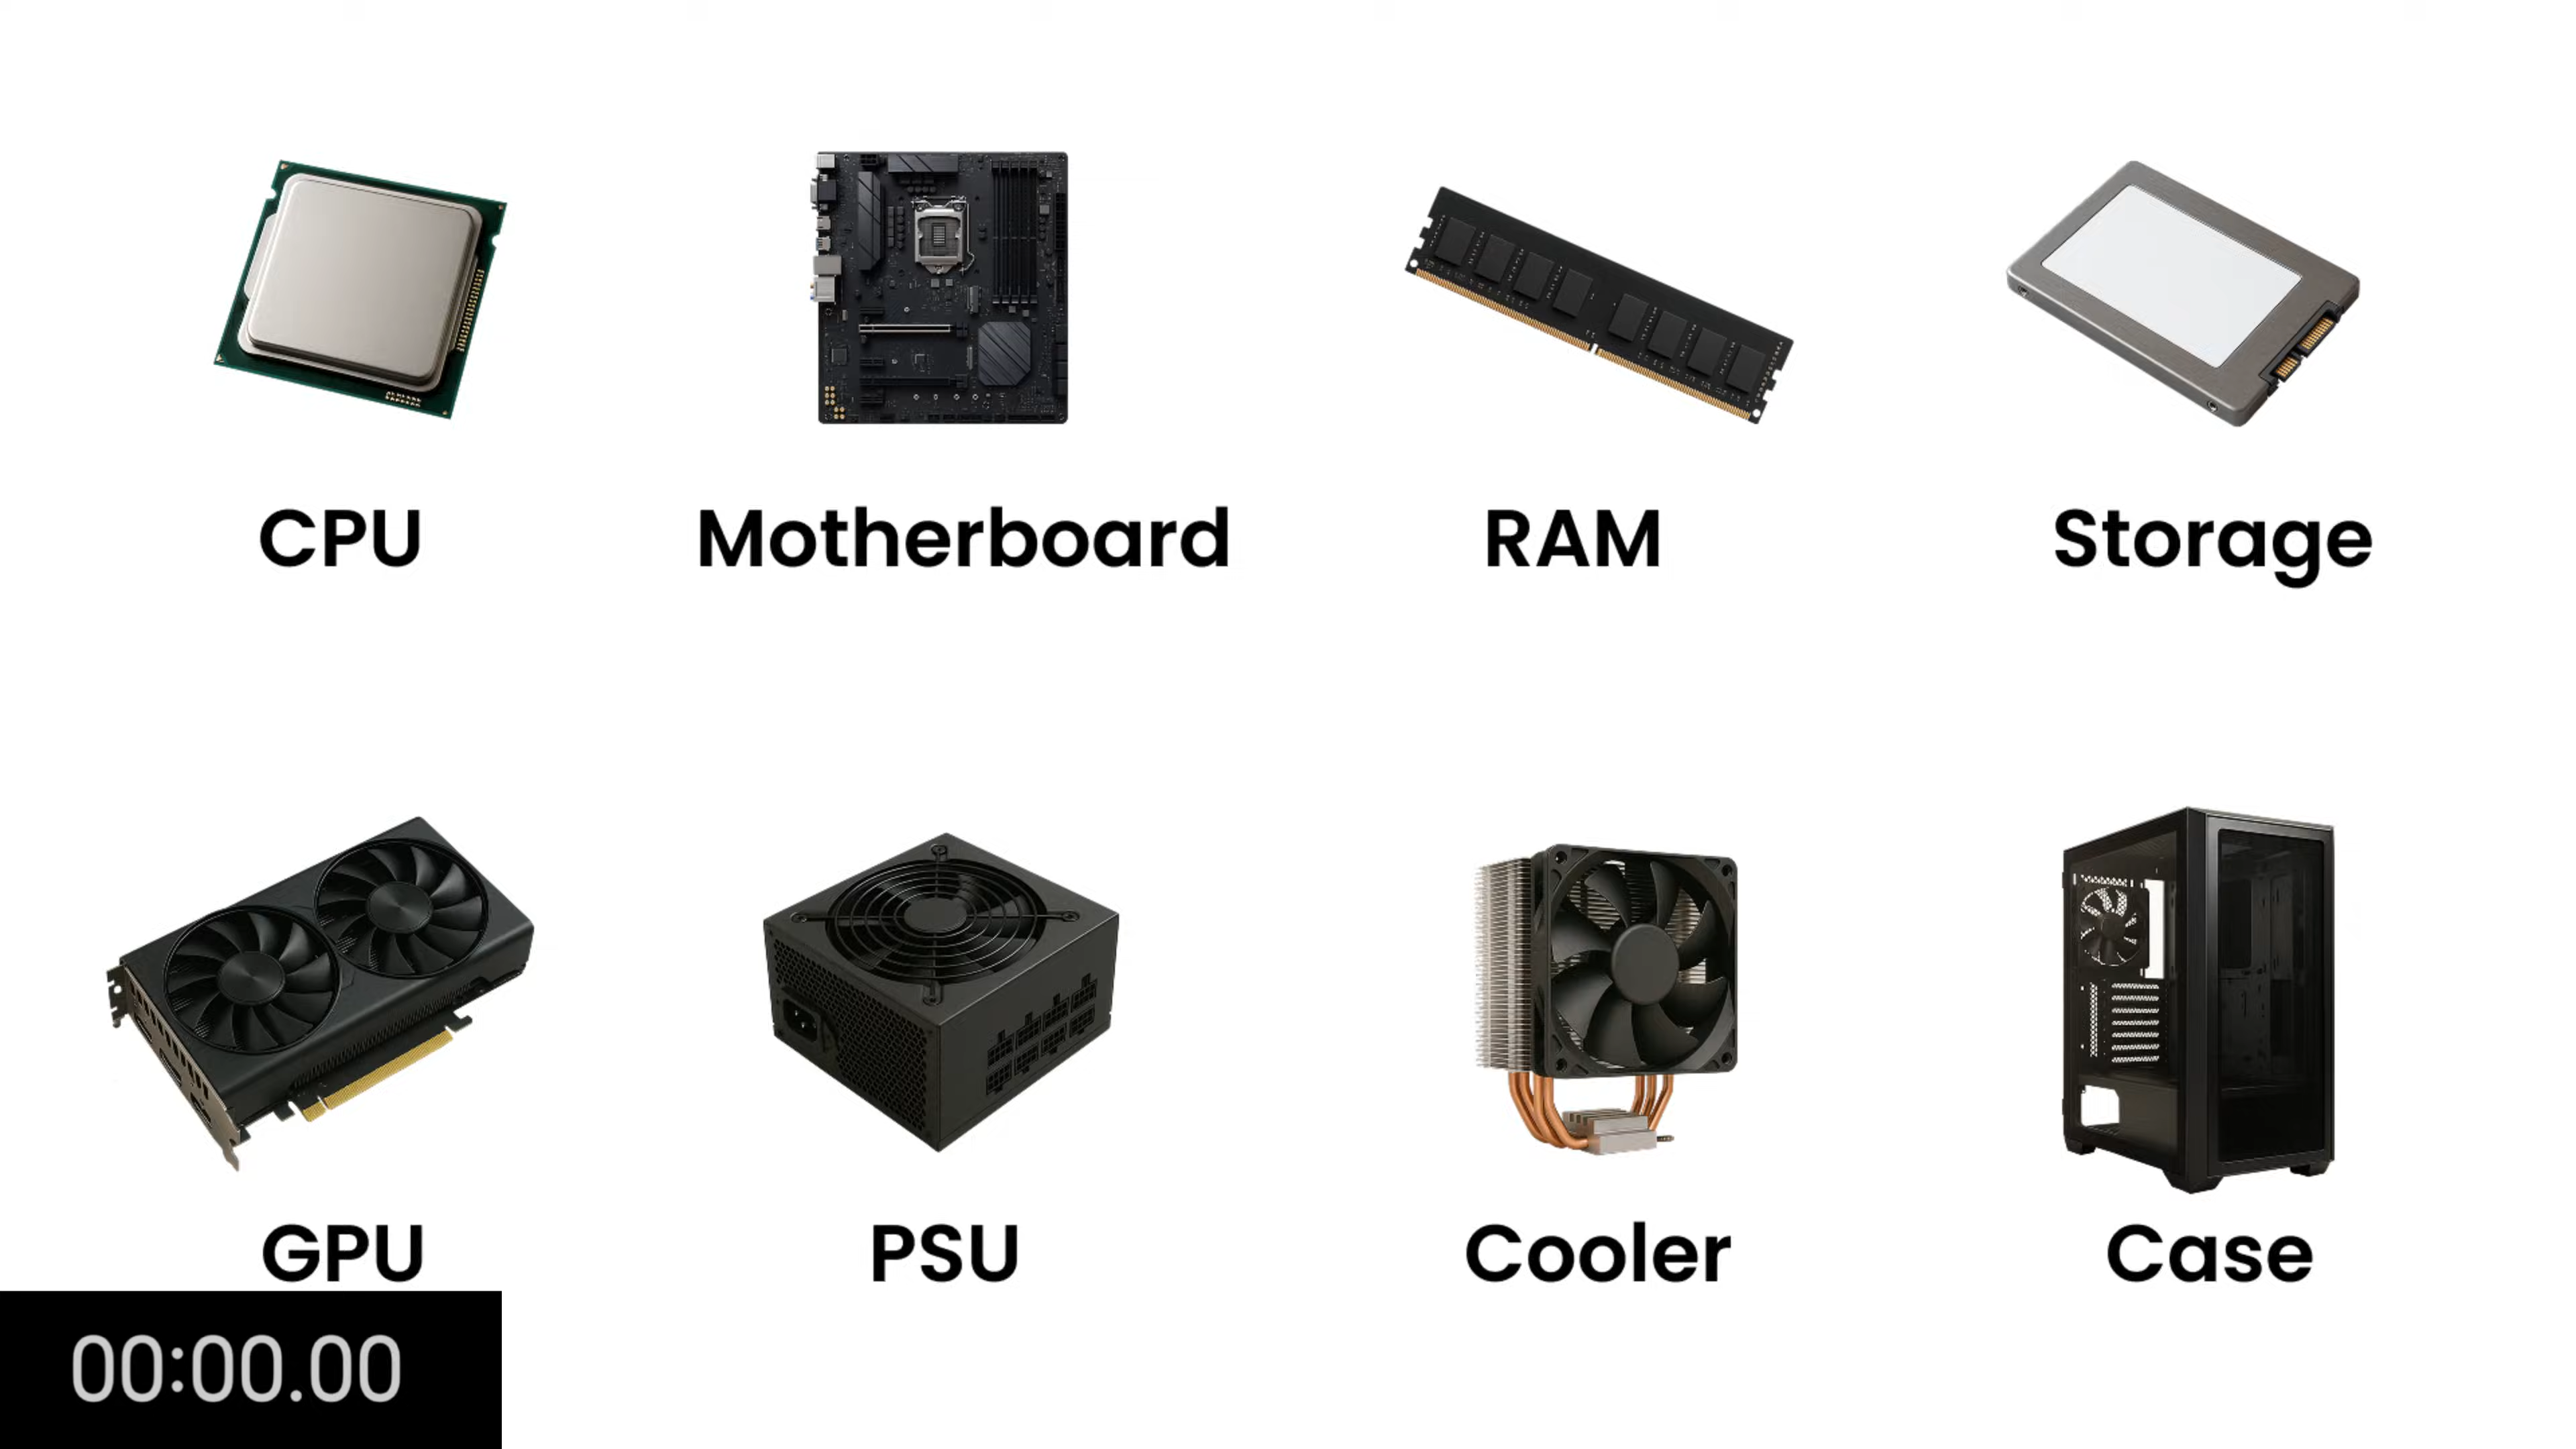 CPU
Motherboard
RAM
Storage
GPU
PSU
Cooler
Case
00:00.00